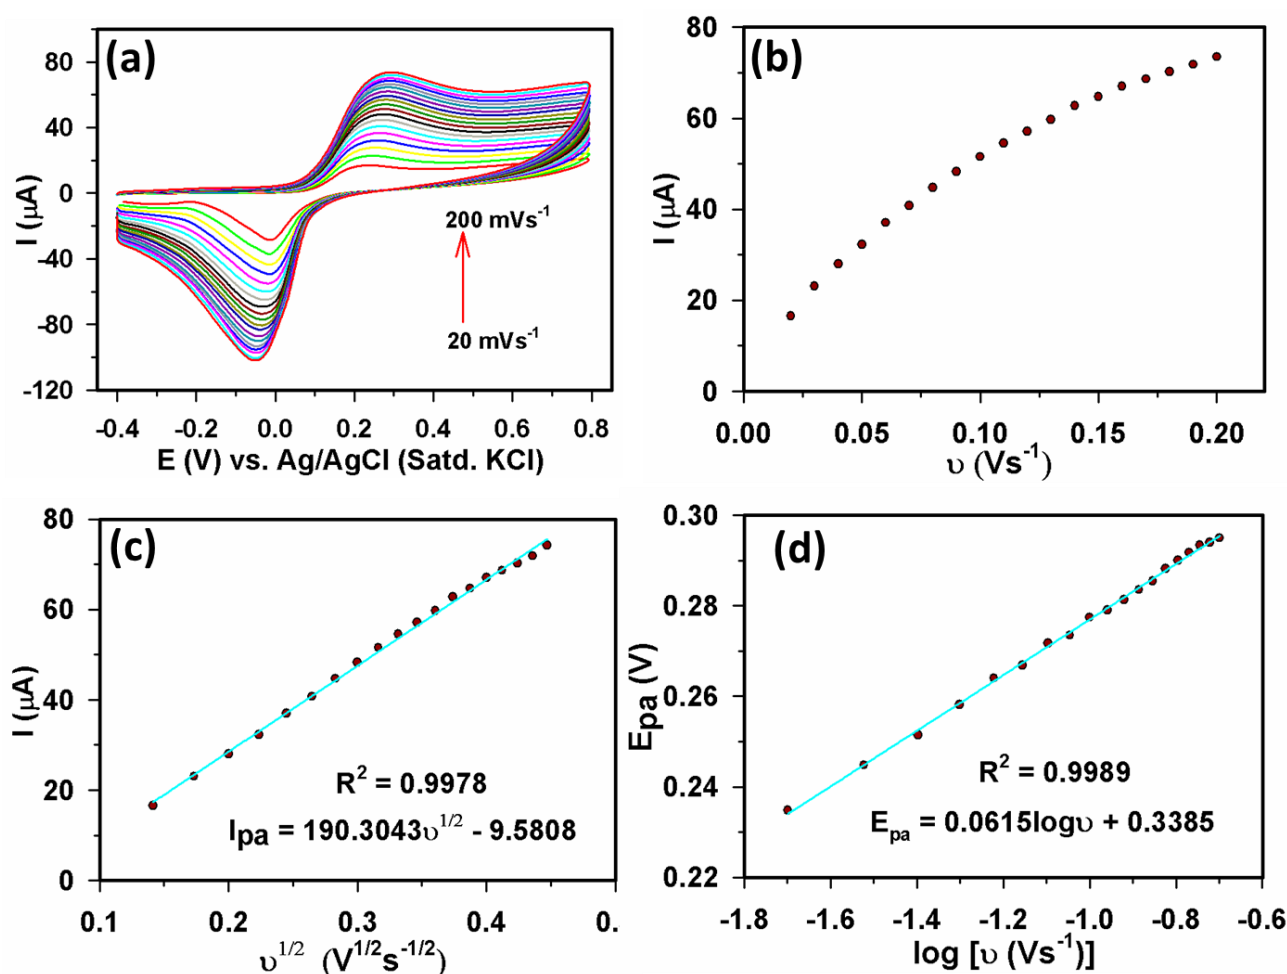 (a)
I (μA)
80
40
0
-40
-80
-120
200 mVs-1
20 mVs-1
-0.4 -0.2 0.0 0.2 0.4 0.6 0.8
E (V) vs. Ag/AgCl (Satd. KCl)
(b)
I (μA)
80
60
40
20
0
0.00 0.05 0.10 0.15 0.20
υ (Vs-1)
(c)
I (μA)
80
60
40
20
0
R2 = 0.9978
Ipa = 190.3043υ1/2 - 9.5808
0.1 0.2 0.3 0.4 0.
υ1/2 (V1/2s-1/2)
(d)
Epa (V)
0.30
0.28
0.26
0.24
0.22
R2 = 0.9989
Epa = 0.0615logυ + 0.3385
-1.8 -1.6 -1.4 -1.2 -1.0 -0.8 -0.6
log [υ (Vs-1)]